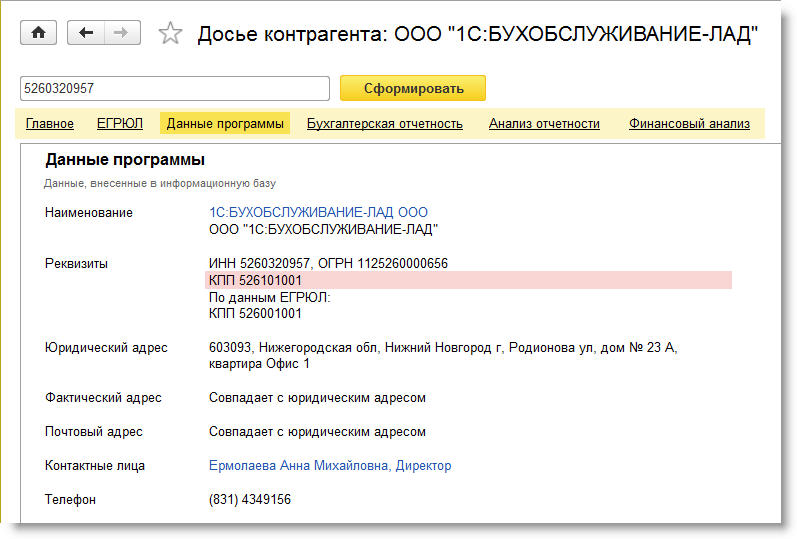 Досье контрагента: ООО "1С:БУХОБСЛУЖИВАНИЕ-ЛАД"
5260320957 Сформировать
Главное ЕГРЮЛ Данные программы Бухгалтерская отчетность Анализ отчетности Финансовый анализ
Данные программы
Данные, внесенные в информационную базу
Наименование 1С:БУХОБСЛУЖИВАНИЕ-ЛАД ООО
ООО "1С:БУХОБСЛУЖИВАНИЕ-ЛАД"
Реквизиты ИНН 5260320957, ОГРН 1125260000656
КПП 526101001
По данным ЕГРЮЛ:
КПП 526001001
Юридический адрес 603093, Нижегородская обл, Нижний Новгород г, Родионова ул, дом № 23 А,
квартира Офис 1
Фактический адрес Совпадает с юридическим адресом
Почтовый адрес Совпадает с юридическим адресом
Контактные лица Ермолаева Анна Михайловна, Директор
Телефон (831) 4349156